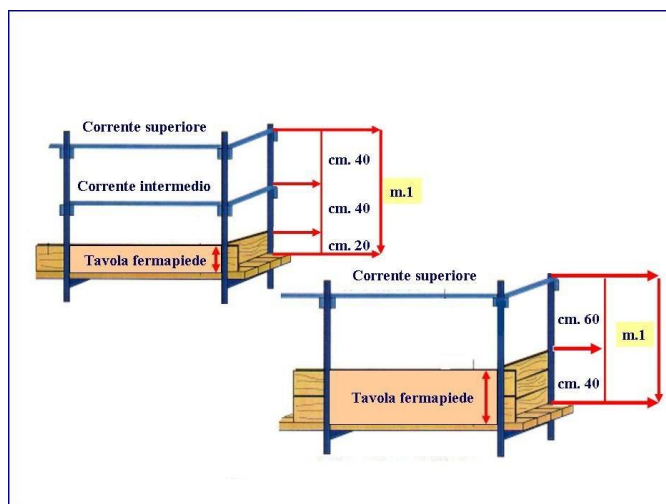 Corrente superiore
cm. 40
Corrente intermedio
m.1
cm. 40
cm. 20
Tavola fermapiede
Corrente superiore
cm. 60
m.1
cm. 40
Tavola fermapiede